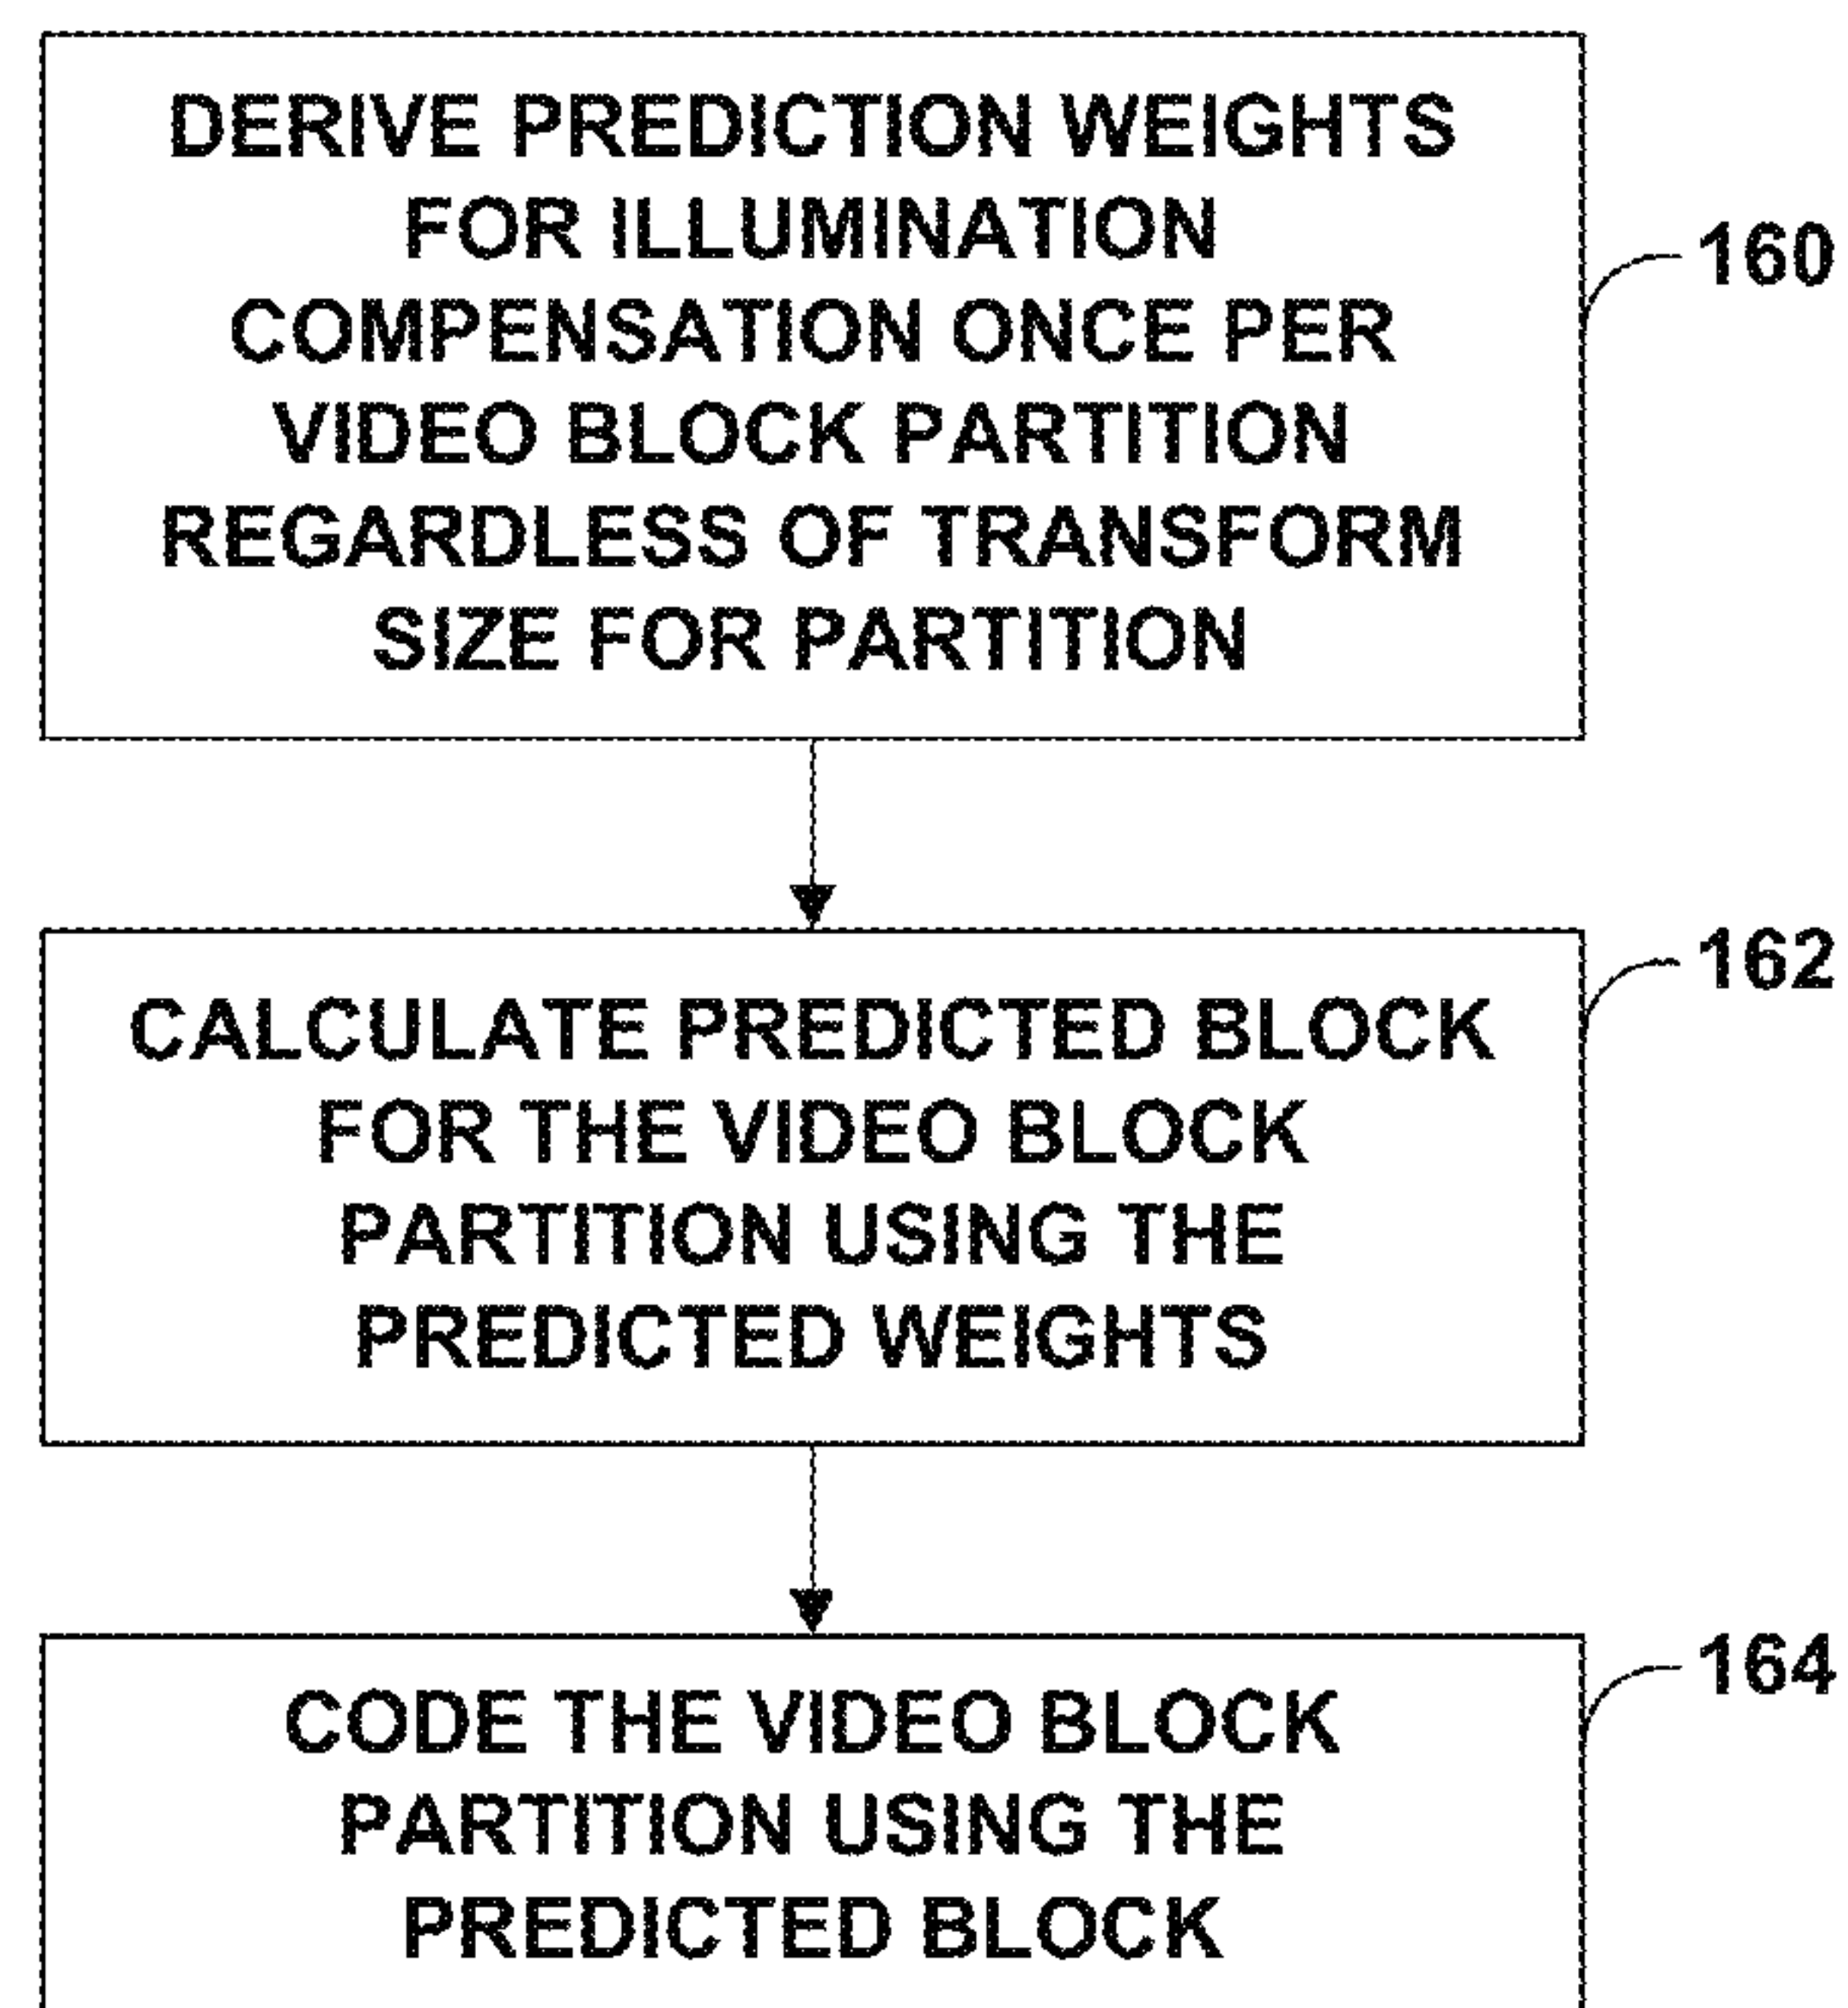 DERIVE PREDICTION WEIGHTS
FOR ILLUMINATION
COMPENSATION ONCE PER
VIDEO BLOCK PARTITION
REGARDLESS OF TRANSFORM
SIZE FOR PARTITION
160
CALCULATE PREDICTED BLOCK
FOR THE VIDEO BLOCK
PARTITION USING THE
PREDICTED WEIGHTS
162
CODE THE VIDEO BLOCK
PARTITION USING THE
PREDICTED BLOCK
164